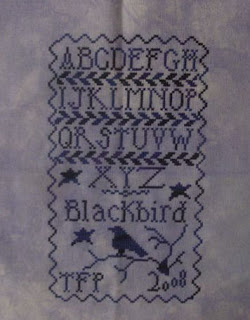 ABCDEFGH
IJKLMNOP
QRSTUVW
XYZ
Blackbird
TFP 2008